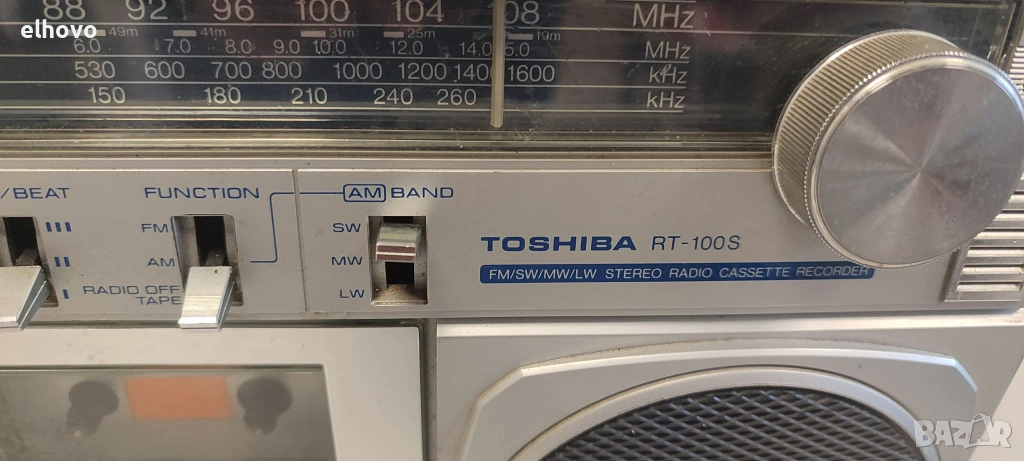 elhovo
88 92 96 100 104 108 MHz
49m 41m 31m 25m 19m
6.0 7.0 8.0 9.0 10.0 12.0 14.0 15.0 MHz
530 600 700 800 1000 1200 1400 1600 kHz
150 180 210 240 260 kHz
/BEAT FUNCTION AM BAND
III FM SW
II AM MW
I RADIO OFF TAPE LW
TOSHIBA RT-100S
FM/SW/MW/LW STEREO RADIO CASSETTE RECORDER
BAZAR